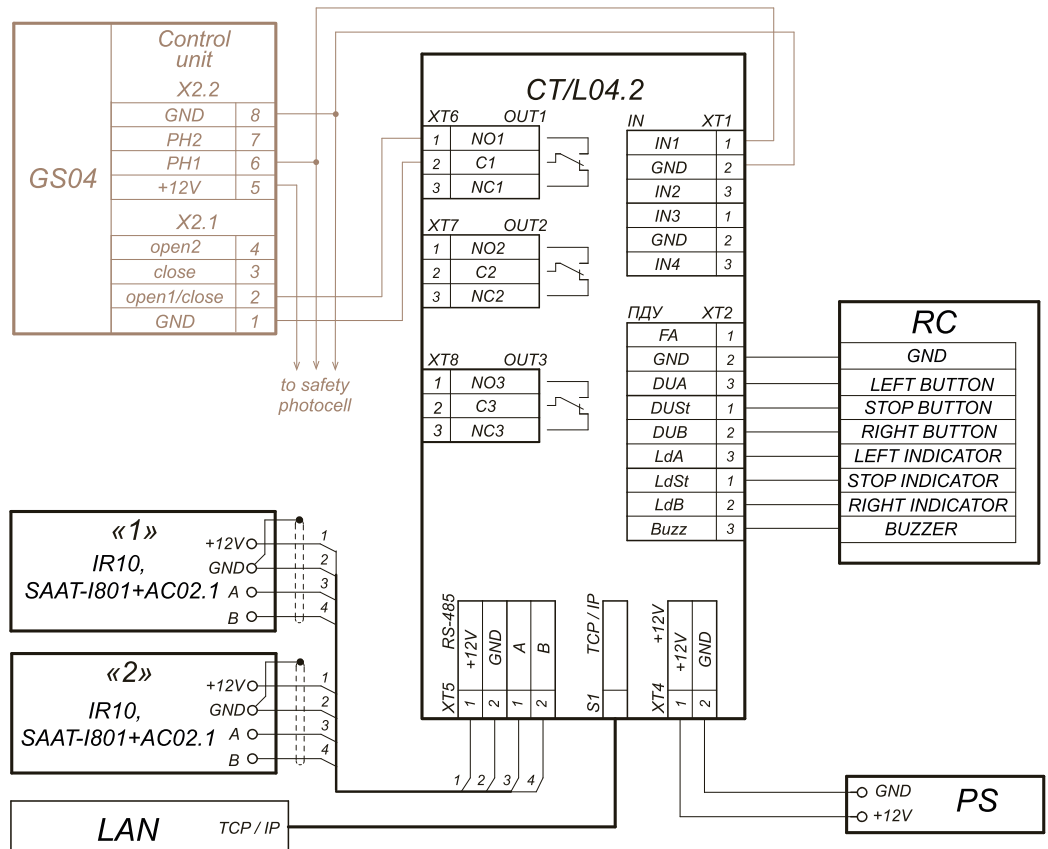 Control
unit
X2.2
GND 8
PH2 7
PH1 6
+12V 5
X2.1
open2 4
close 3
open1/close 2
GND 1
GS04
to safety
photocell
CT/L04.2
XT6 OUT1
1 NO1
2 C1
3 NC1
XT7 OUT2
1 NO2
2 C2
3 NC2
XT8 OUT3
1 NO3
2 C3
3 NC3
IN XT1
IN1 1
GND 2
IN2 3
IN3 1
GND 2
IN4 3
ПДУ XT2
FA 1
GND 2
DUA 3
DUSt 1
DUB 2
LdA 3
LdSt 1
LdB 2
Buzz 3
RC
GND
LEFT BUTTON
STOP BUTTON
RIGHT BUTTON
LEFT INDICATOR
STOP INDICATOR
RIGHT INDICATOR
BUZZER
«1»
IR10,
SAAT-I801+AC02.1
+12V 1
GND 2
A 3
B 4
«2»
IR10,
SAAT-I801+AC02.1
+12V 1
GND 2
A 3
B 4
XT5 RS-485
1 +12V
2 GND
1 A
2 B
S1 TCP / IP
XT4 +12V
1 +12V
2 GND
1 2 3 4
LAN TCP / IP
GND
+12V
PS